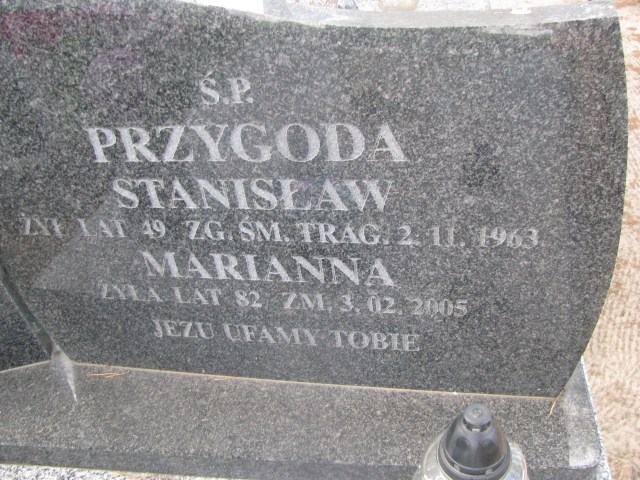 Ś.P.
PRZYGODA
STANISŁAW
ŻYŁ LAT 49 ZG. ŚM. TRAG. 2. 11. 1963
MARIANNA
ŻYŁA LAT 82 ZM. 3. 02. 2005
JEZU UFAMY TOBIE